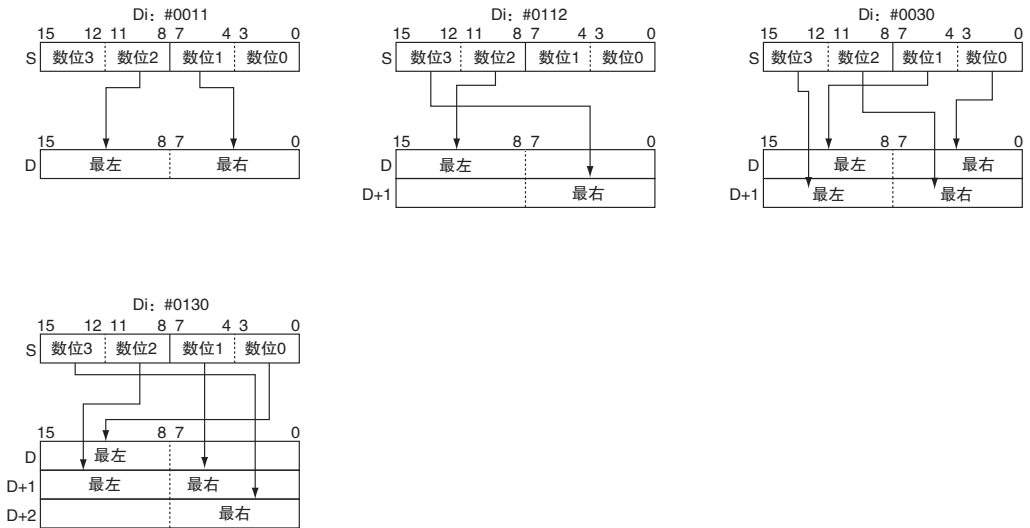 Di：#0011
15 12 11 8 7 4 3 0
S 数位3 数位2 数位1 数位0
15 8 7 0
D 最左 最右
Di：#0112
15 12 11 8 7 4 3 0
S 数位3 数位2 数位1 数位0
15 8 7 0
D 最左
D+1 最右
Di：#0030
15 12 11 8 7 4 3 0
S 数位3 数位2 数位1 数位0
15 8 7 0
D 最左 最右
D+1 最左 最右
Di：#0130
15 12 11 8 7 4 3 0
S 数位3 数位2 数位1 数位0
15 8 7 0
D 最左
D+1 最左 最右
D+2 最右